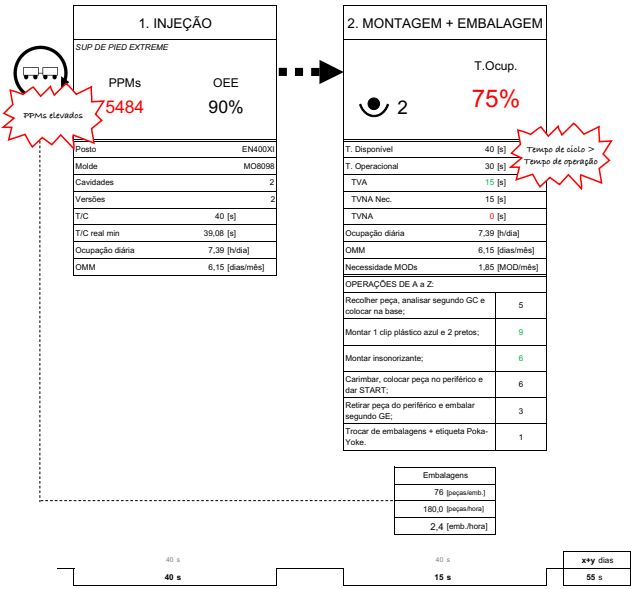 1. INJEÇÃO
SUP DE PIED EXTREME
PPMs OEE
75484 90%
PPMs elevados
Posto EN400XI
Molde MO8098
Cavidades 2
Versões 2
T/C 40 [s]
T/C real min 39,08 [s]
Ocupação diária 7,39 [h/dia]
OMM 6,15 [dias/mês]
2. MONTAGEM + EMBALAGEM
T.Ocup.
2 75%
Tempo de ciclo >
Tempo de operação
T. Disponível 40 [s]
T. Operacional 30 [s]
TVA 15 [s]
TVNA Nec. 15 [s]
TVNA 0 [s]
Ocupação diária 7,39 [h/dia]
OMM 6,15 [dias/mês]
Necessidade MODs 1,85 [MOD/mês]
OPERAÇÕES DE A a Z:
Recolher peça, analisar segundo GC e
colocar na base; 5
Montar 1 clip plástico azul e 2 pretos; 9
Montar insonorizante; 6
Carimbar, colocar peça no periférico e
dar START; 6
Retirar peça do periférico e embalar
segundo GE; 3
Trocar de embalagens + etiqueta Poka-
Yoke. 1
Embalagens
76 [peças/emb.]
180,0 [peças/hora]
2,4 [emb./hora]
40 s 40 s x+y dias
40 s 15 s 55 s